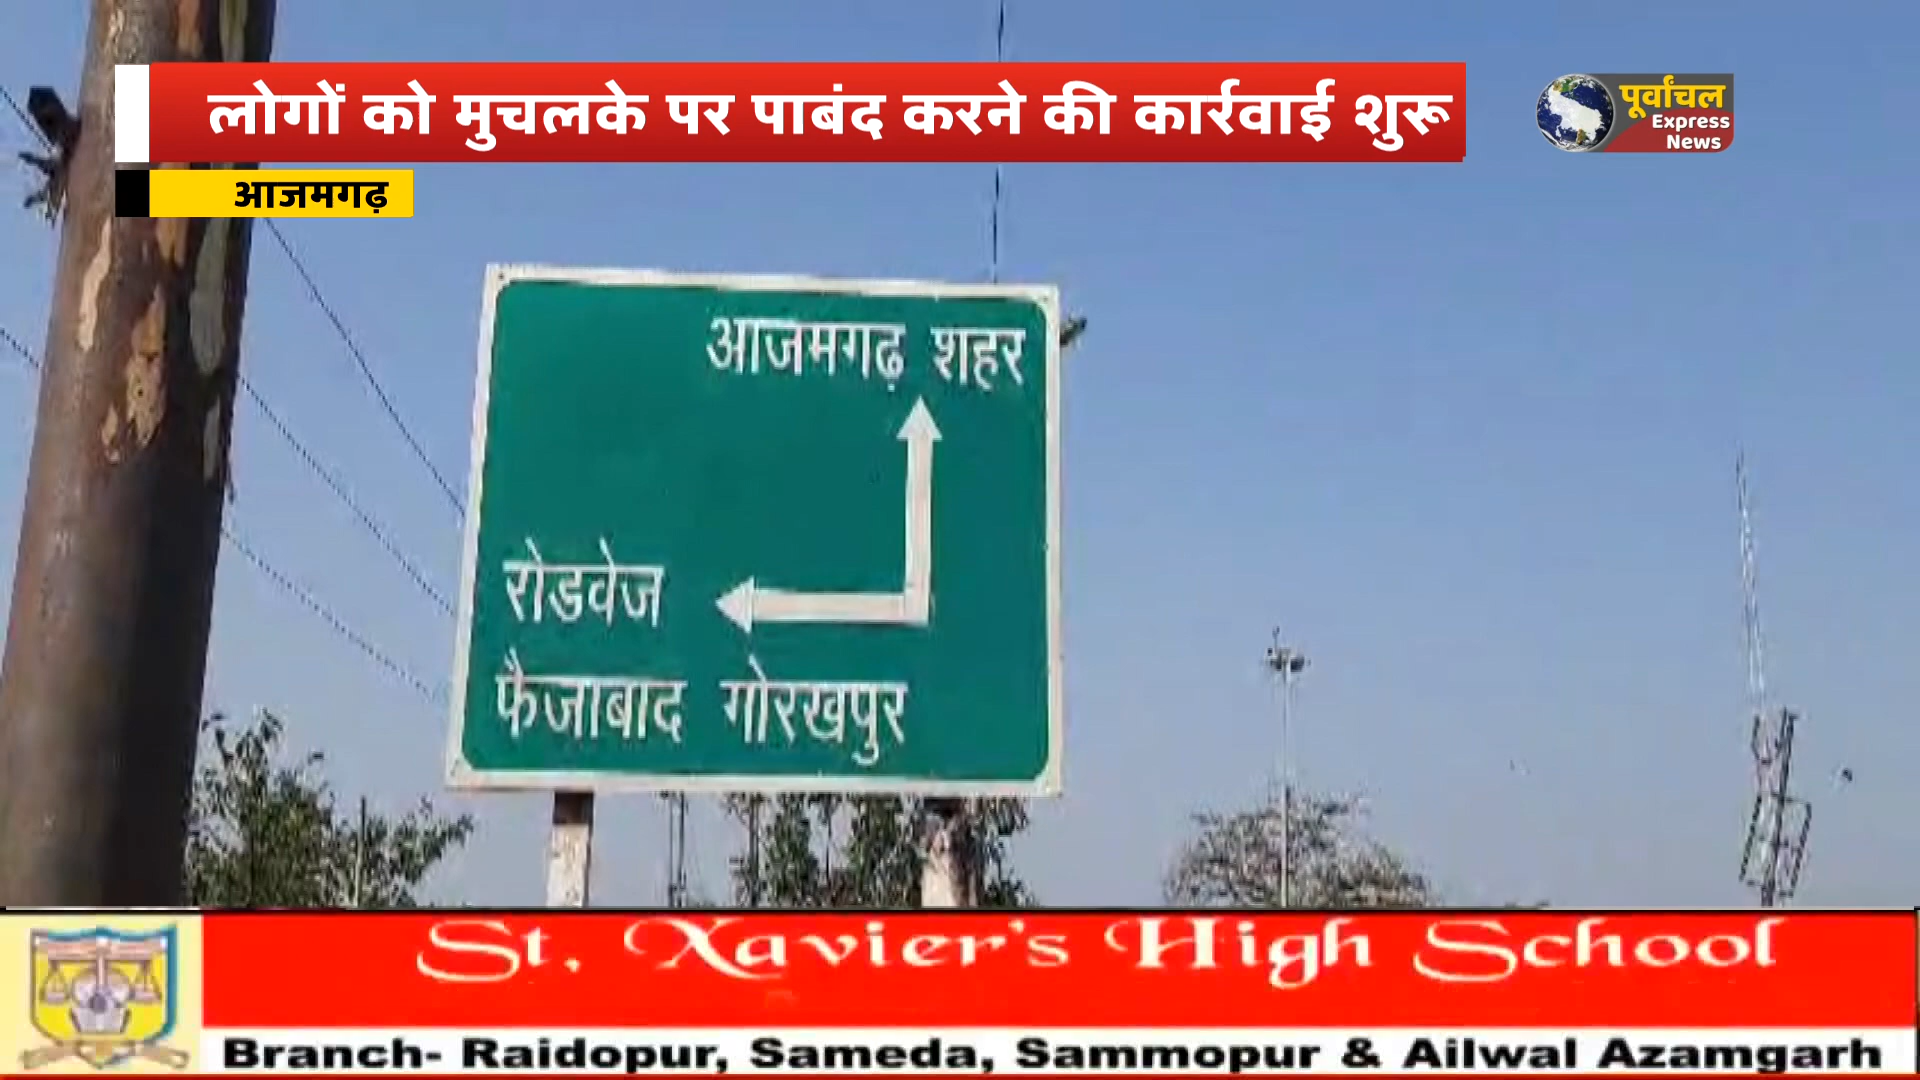 लोगों को मुचलके पर पाबंद करने की कार्रवाई शुरू
पूर्वांचल
Express
News
आजमगढ़
आजमगढ़ शहर
रोडवेज
फैजाबाद गोरखपुर
St. Xavier's High School
Branch- Raidopur, Sameda, Sammopur & Ailwal Azamgarh